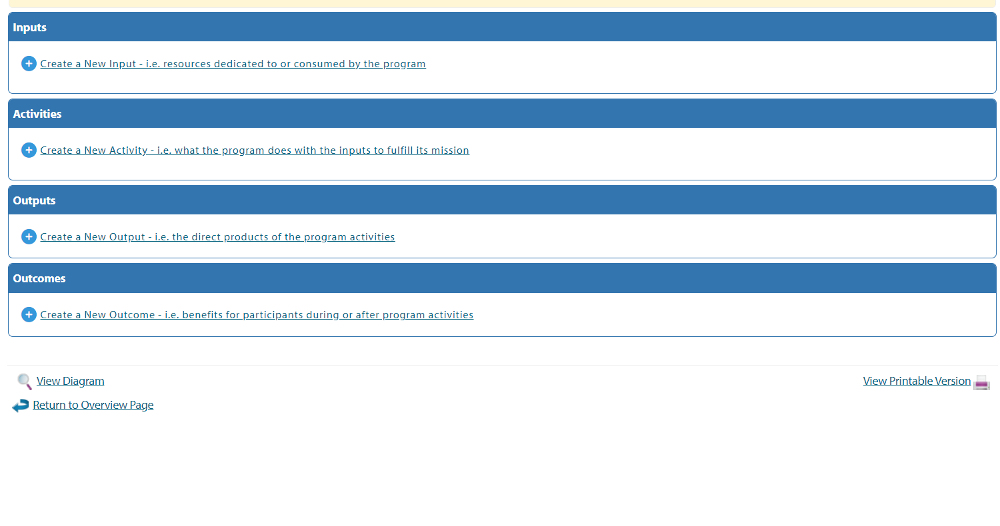 Inputs
Create a New Input - i.e. resources dedicated to or consumed by the program
Activities
Create a New Activity - i.e. what the program does with the inputs to fulfill its mission
Outputs
Create a New Output - i.e. the direct products of the program activities
Outcomes
Create a New Outcome - i.e. benefits for participants during or after program activities
View Diagram
View Printable Version
Return to Overview Page